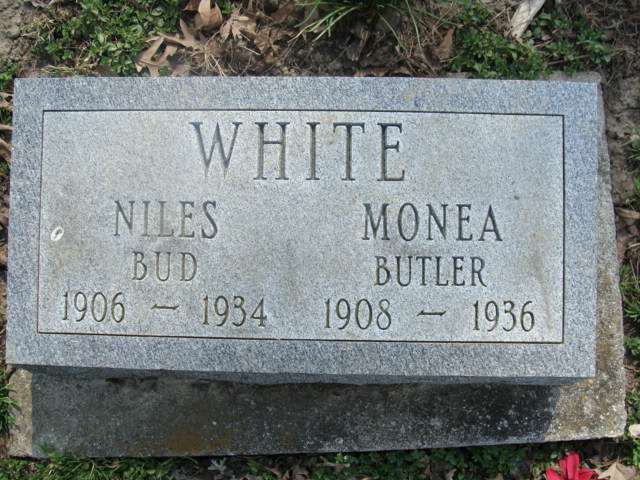 WHITE
NILES MONEA
BUD BUTLER
1906 — 1934 1908 — 1936